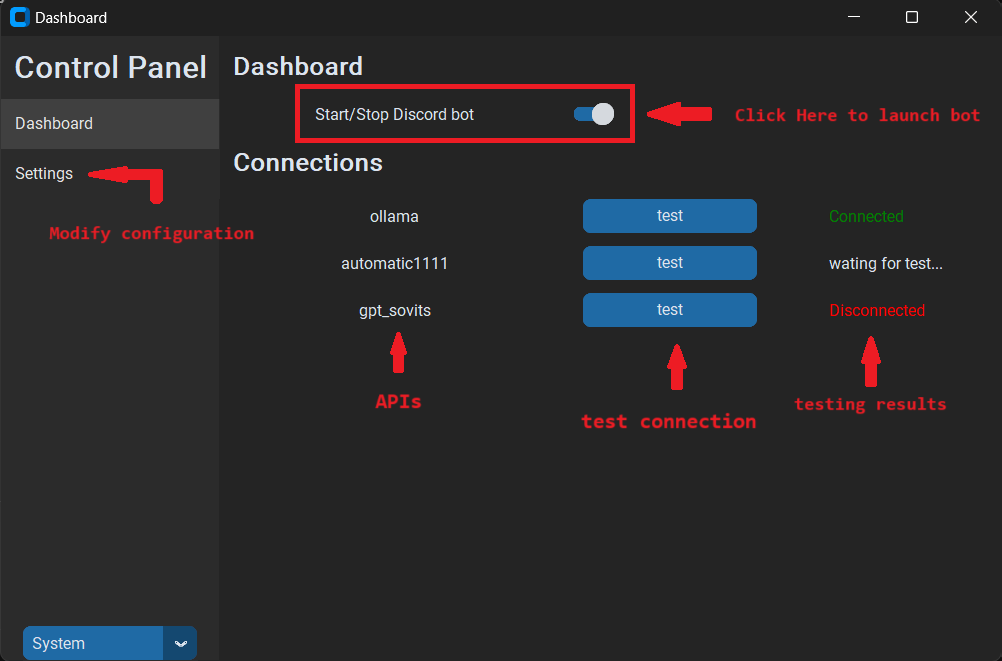 Dashboard
Control Panel
Dashboard
Settings
Modify configuration
System
Dashboard
Start/Stop Discord bot
Click Here to launch bot
Connections
ollama test Connected
automatic1111 test wating for test...
gpt_sovits test Disconnected
APIs test connection testing results